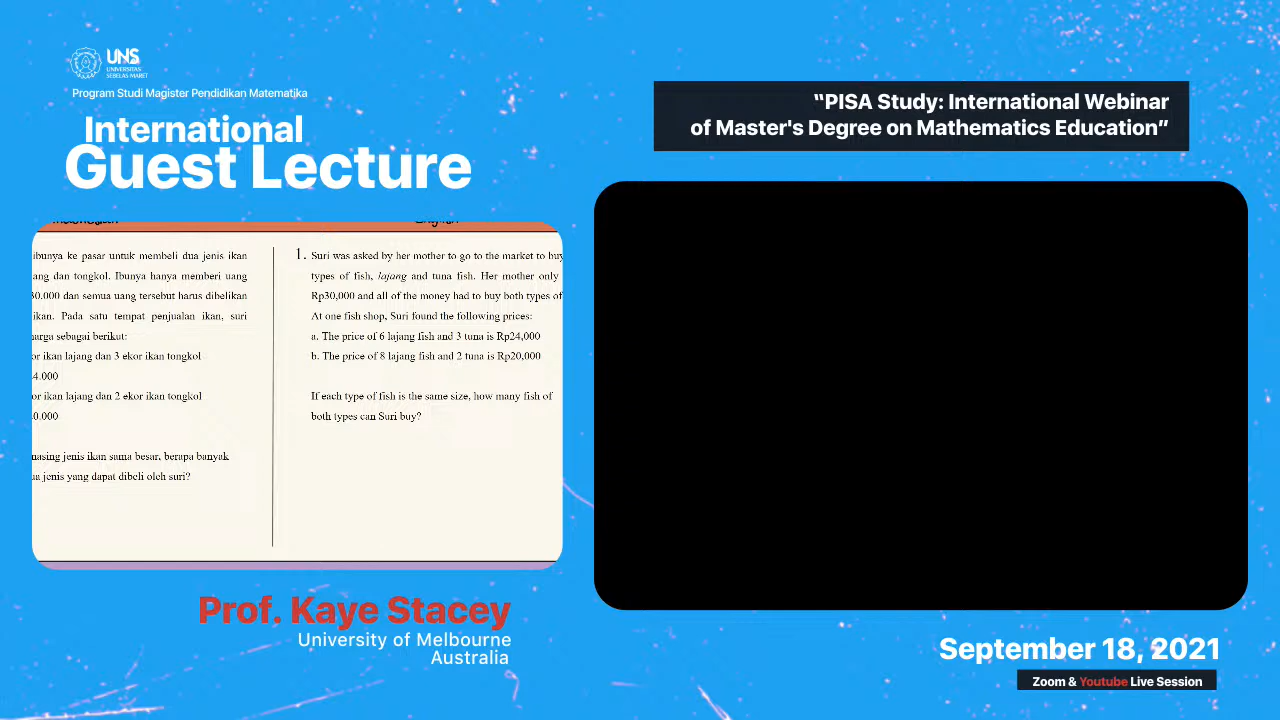 UNS
UNIVERSITAS
SEBELAS MARET
Program Studi Magister Pendidikan Matematika
International
Guest Lecture
"PISA Study: International Webinar
of Master's Degree on Mathematics Education"
ibunya ke pasar untuk membeli dua jenis ikan
ang dan tongkol. Ibunya hanya memberi uang
30.000 dan semua uang tersebut harus dibelikan
ikan. Pada satu tempat penjualan ikan, suri
harga sebagai berikut:
or ikan lajang dan 3 ekor ikan tongkol
4.000
or ikan lajang dan 2 ekor ikan tongkol
0.000
masing jenis ikan sama besar, berapa banyak
ua jenis yang dapat dibeli oleh suri?
1. Suri was asked by her mother to go to the market to buy
types of fish, lajang and tuna fish. Her mother only
Rp30,000 and all of the money had to buy both types of
At one fish shop, Suri found the following prices:
a. The price of 6 lajang fish and 3 tuna is Rp24,000
b. The price of 8 lajang fish and 2 tuna is Rp20,000
If each type of fish is the same size, how many fish of
both types can Suri buy?
Prof. Kaye Stacey
University of Melbourne
Australia
September 18, 2021
Zoom & Youtube Live Session